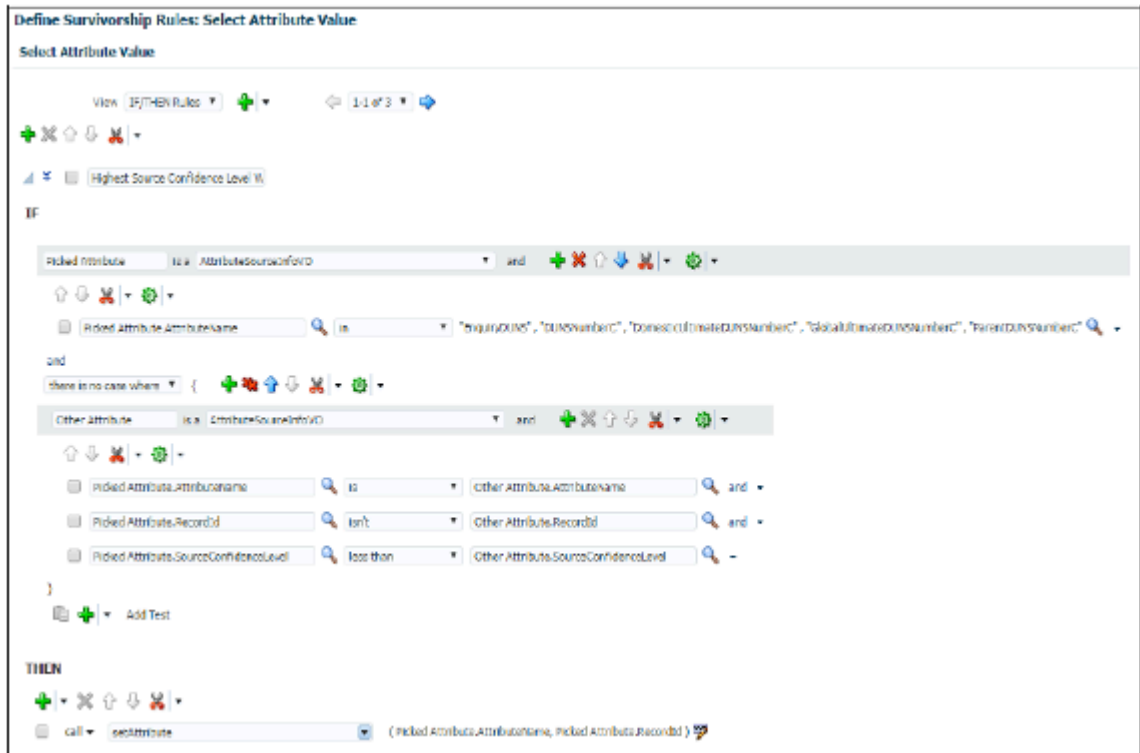 Define Survivorship Rules: Select Attribute Value
Select Attribute Value
View IF/THEN Rules 1-1 of 3
Highest Source Confidence Level W
IF
Picked Attribute is a AttributeSourceInfoVO and
Picked Attribute.AttributeName in "EnquiryDUNS", "DUNSNumberC", "DomesticUltimateDUNSNumberC", "GlobalUltimateDUNSNumberC", "ParentDUNSNumberC"
and
there is no case where {
Other Attribute is a AttributeSourceInfoVO and
Picked Attribute.AttributeName is Other Attribute.AttributeName and
Picked Attribute.RecordId isn't Other Attribute.RecordId and
Picked Attribute.SourceConfidenceLevel less than Other Attribute.SourceConfidenceLevel
}
Add Test
THEN
call setAttribute ( Picked Attribute.AttributeName, Picked Attribute.RecordId )